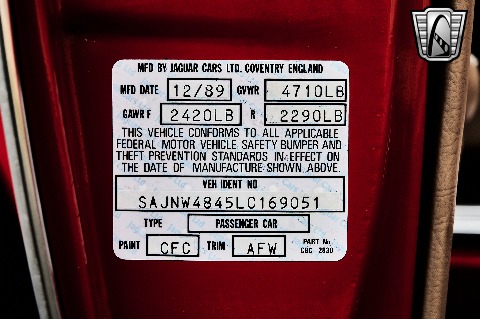 MFD BY JAGUAR CARS LTD. COVENTRY ENGLAND
MFD DATE 12/89 GVWR 4710LB
GAWR F 2420LB R 2290LB
THIS VEHICLE CONFORMS TO ALL APPLICABLE
FEDERAL MOTOR VEHICLE SAFETY BUMPER AND
THEFT PREVENTION STANDARDS IN EFFECT ON
THE DATE OF MANUFACTURE SHOWN ABOVE.
VEH IDENT NO
SAJNW4845LC169051
TYPE PASSENGER CAR
PAINT CFC TRIM AFW PART No.
CBC 2830